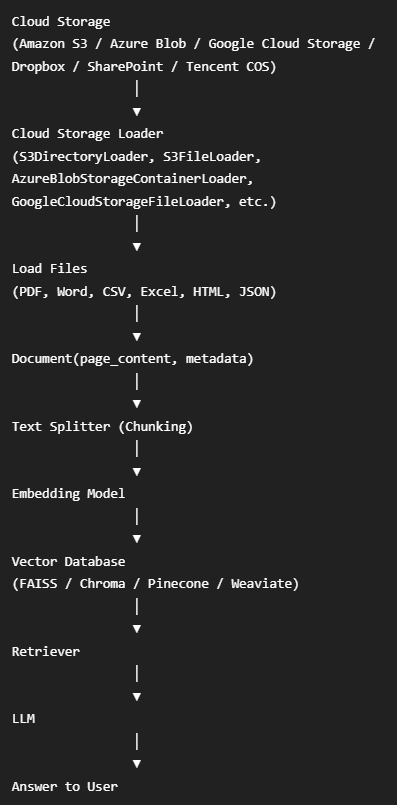 Cloud Storage
(Amazon S3 / Azure Blob / Google Cloud Storage /
Dropbox / SharePoint / Tencent COS)
Cloud Storage Loader
(S3DirectoryLoader, S3FileLoader,
AzureBlobStorageContainerLoader,
GoogleCloudStorageFileLoader, etc.)
Load Files
(PDF, Word, CSV, Excel, HTML, JSON)
Document(page_content, metadata)
Text Splitter (Chunking)
Embedding Model
Vector Database
(FAISS / Chroma / Pinecone / Weaviate)
Retriever
LLM
Answer to User